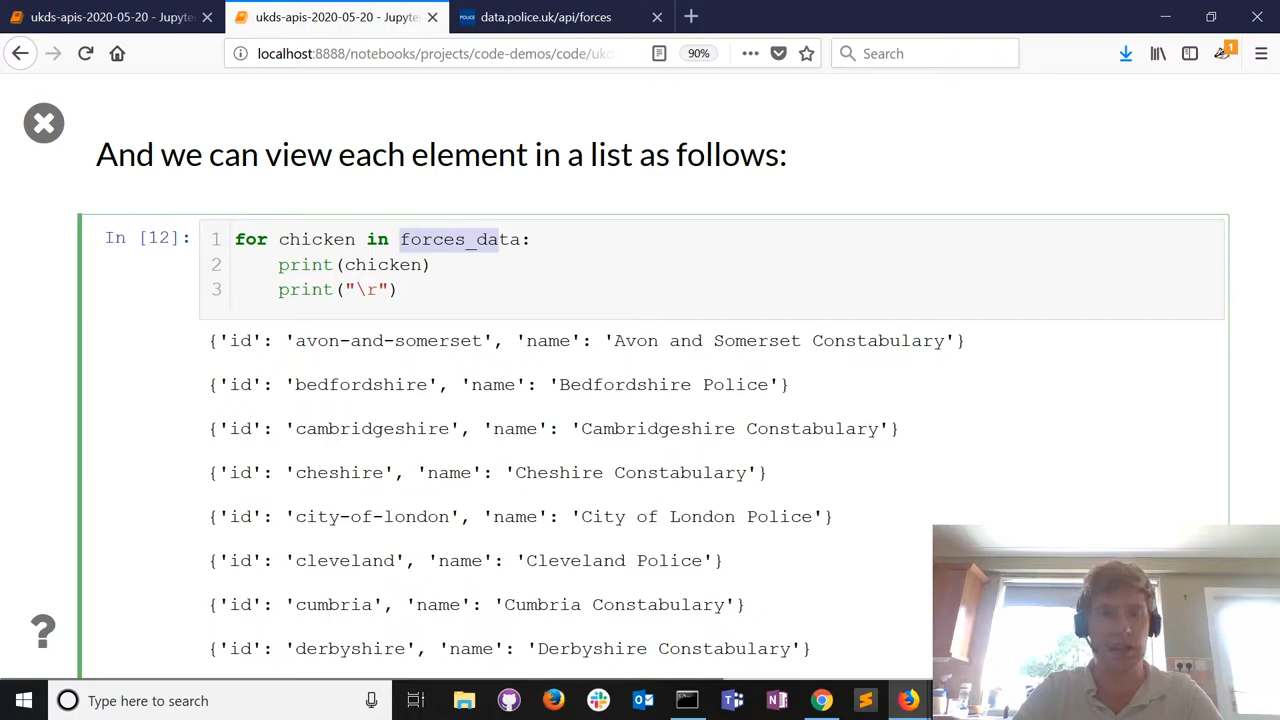 ukds-apis-2020-05-20 - Jupyte
ukds-apis-2020-05-20 - Jupyte
POLICE data.police.uk/api/forces
localhost:8888/notebooks/projects/code-demos/code/ukd
90%
Search
1
And we can view each element in a list as follows:
In [12]:
1 for chicken in forces_data:
2 print(chicken)
3 print("\r")
{'id': 'avon-and-somerset', 'name': 'Avon and Somerset Constabulary'}
{'id': 'bedfordshire', 'name': 'Bedfordshire Police'}
{'id': 'cambridgeshire', 'name': 'Cambridgeshire Constabulary'}
{'id': 'cheshire', 'name': 'Cheshire Constabulary'}
{'id': 'city-of-london', 'name': 'City of London Police'}
{'id': 'cleveland', 'name': 'Cleveland Police'}
{'id': 'cumbria', 'name': 'Cumbria Constabulary'}
{'id': 'derbyshire', 'name': 'Derbyshire Constabulary'}
?
Type here to search